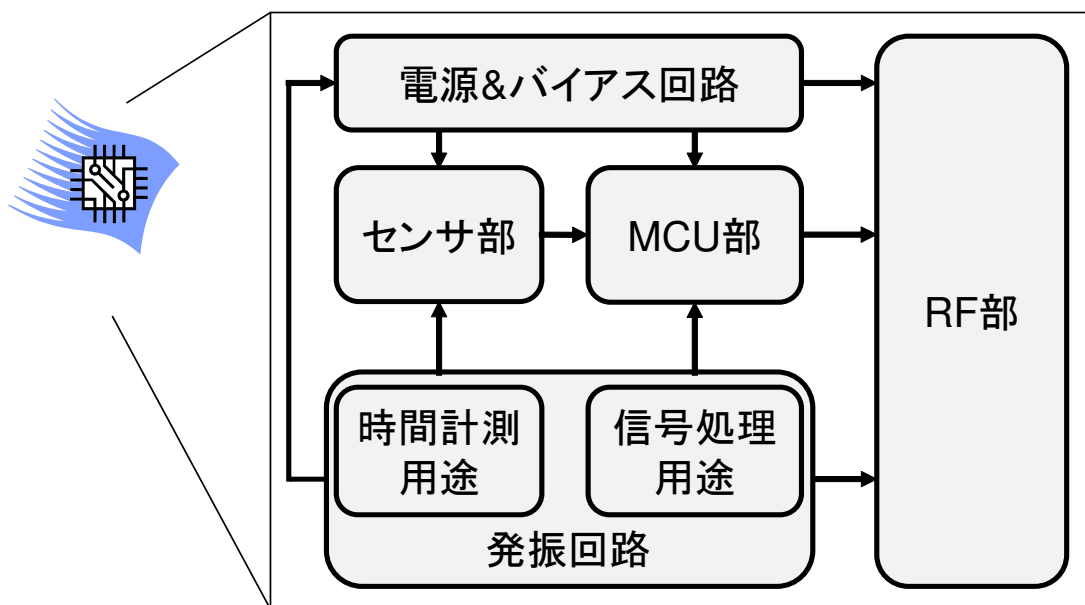 電源&バイアス回路
センサ部
MCU部
RF部
時間計測
用途
信号処理
用途
発振回路